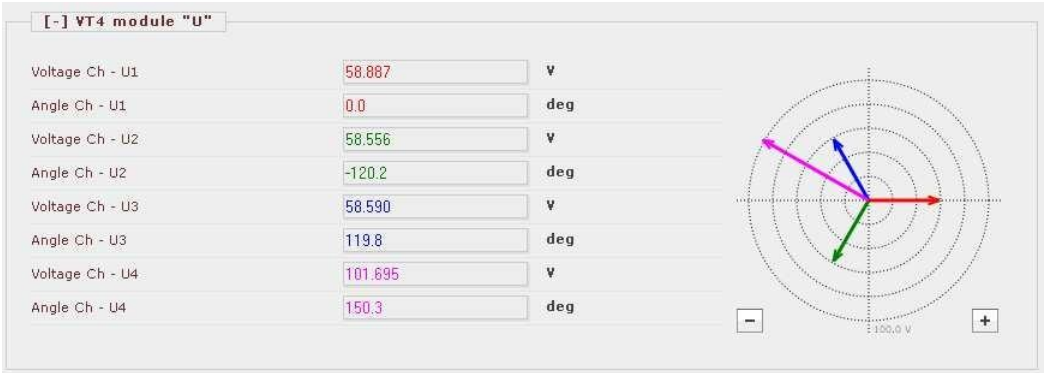 [-] VT4 module "U"
Voltage Ch - U1 58.887 V
Angle Ch - U1 0.0 deg
Voltage Ch - U2 58.556 V
Angle Ch - U2 -120.2 deg
Voltage Ch - U3 58.590 V
Angle Ch - U3 119.8 deg
Voltage Ch - U4 101.695 V
Angle Ch - U4 150.3 deg
- +
100.0 V